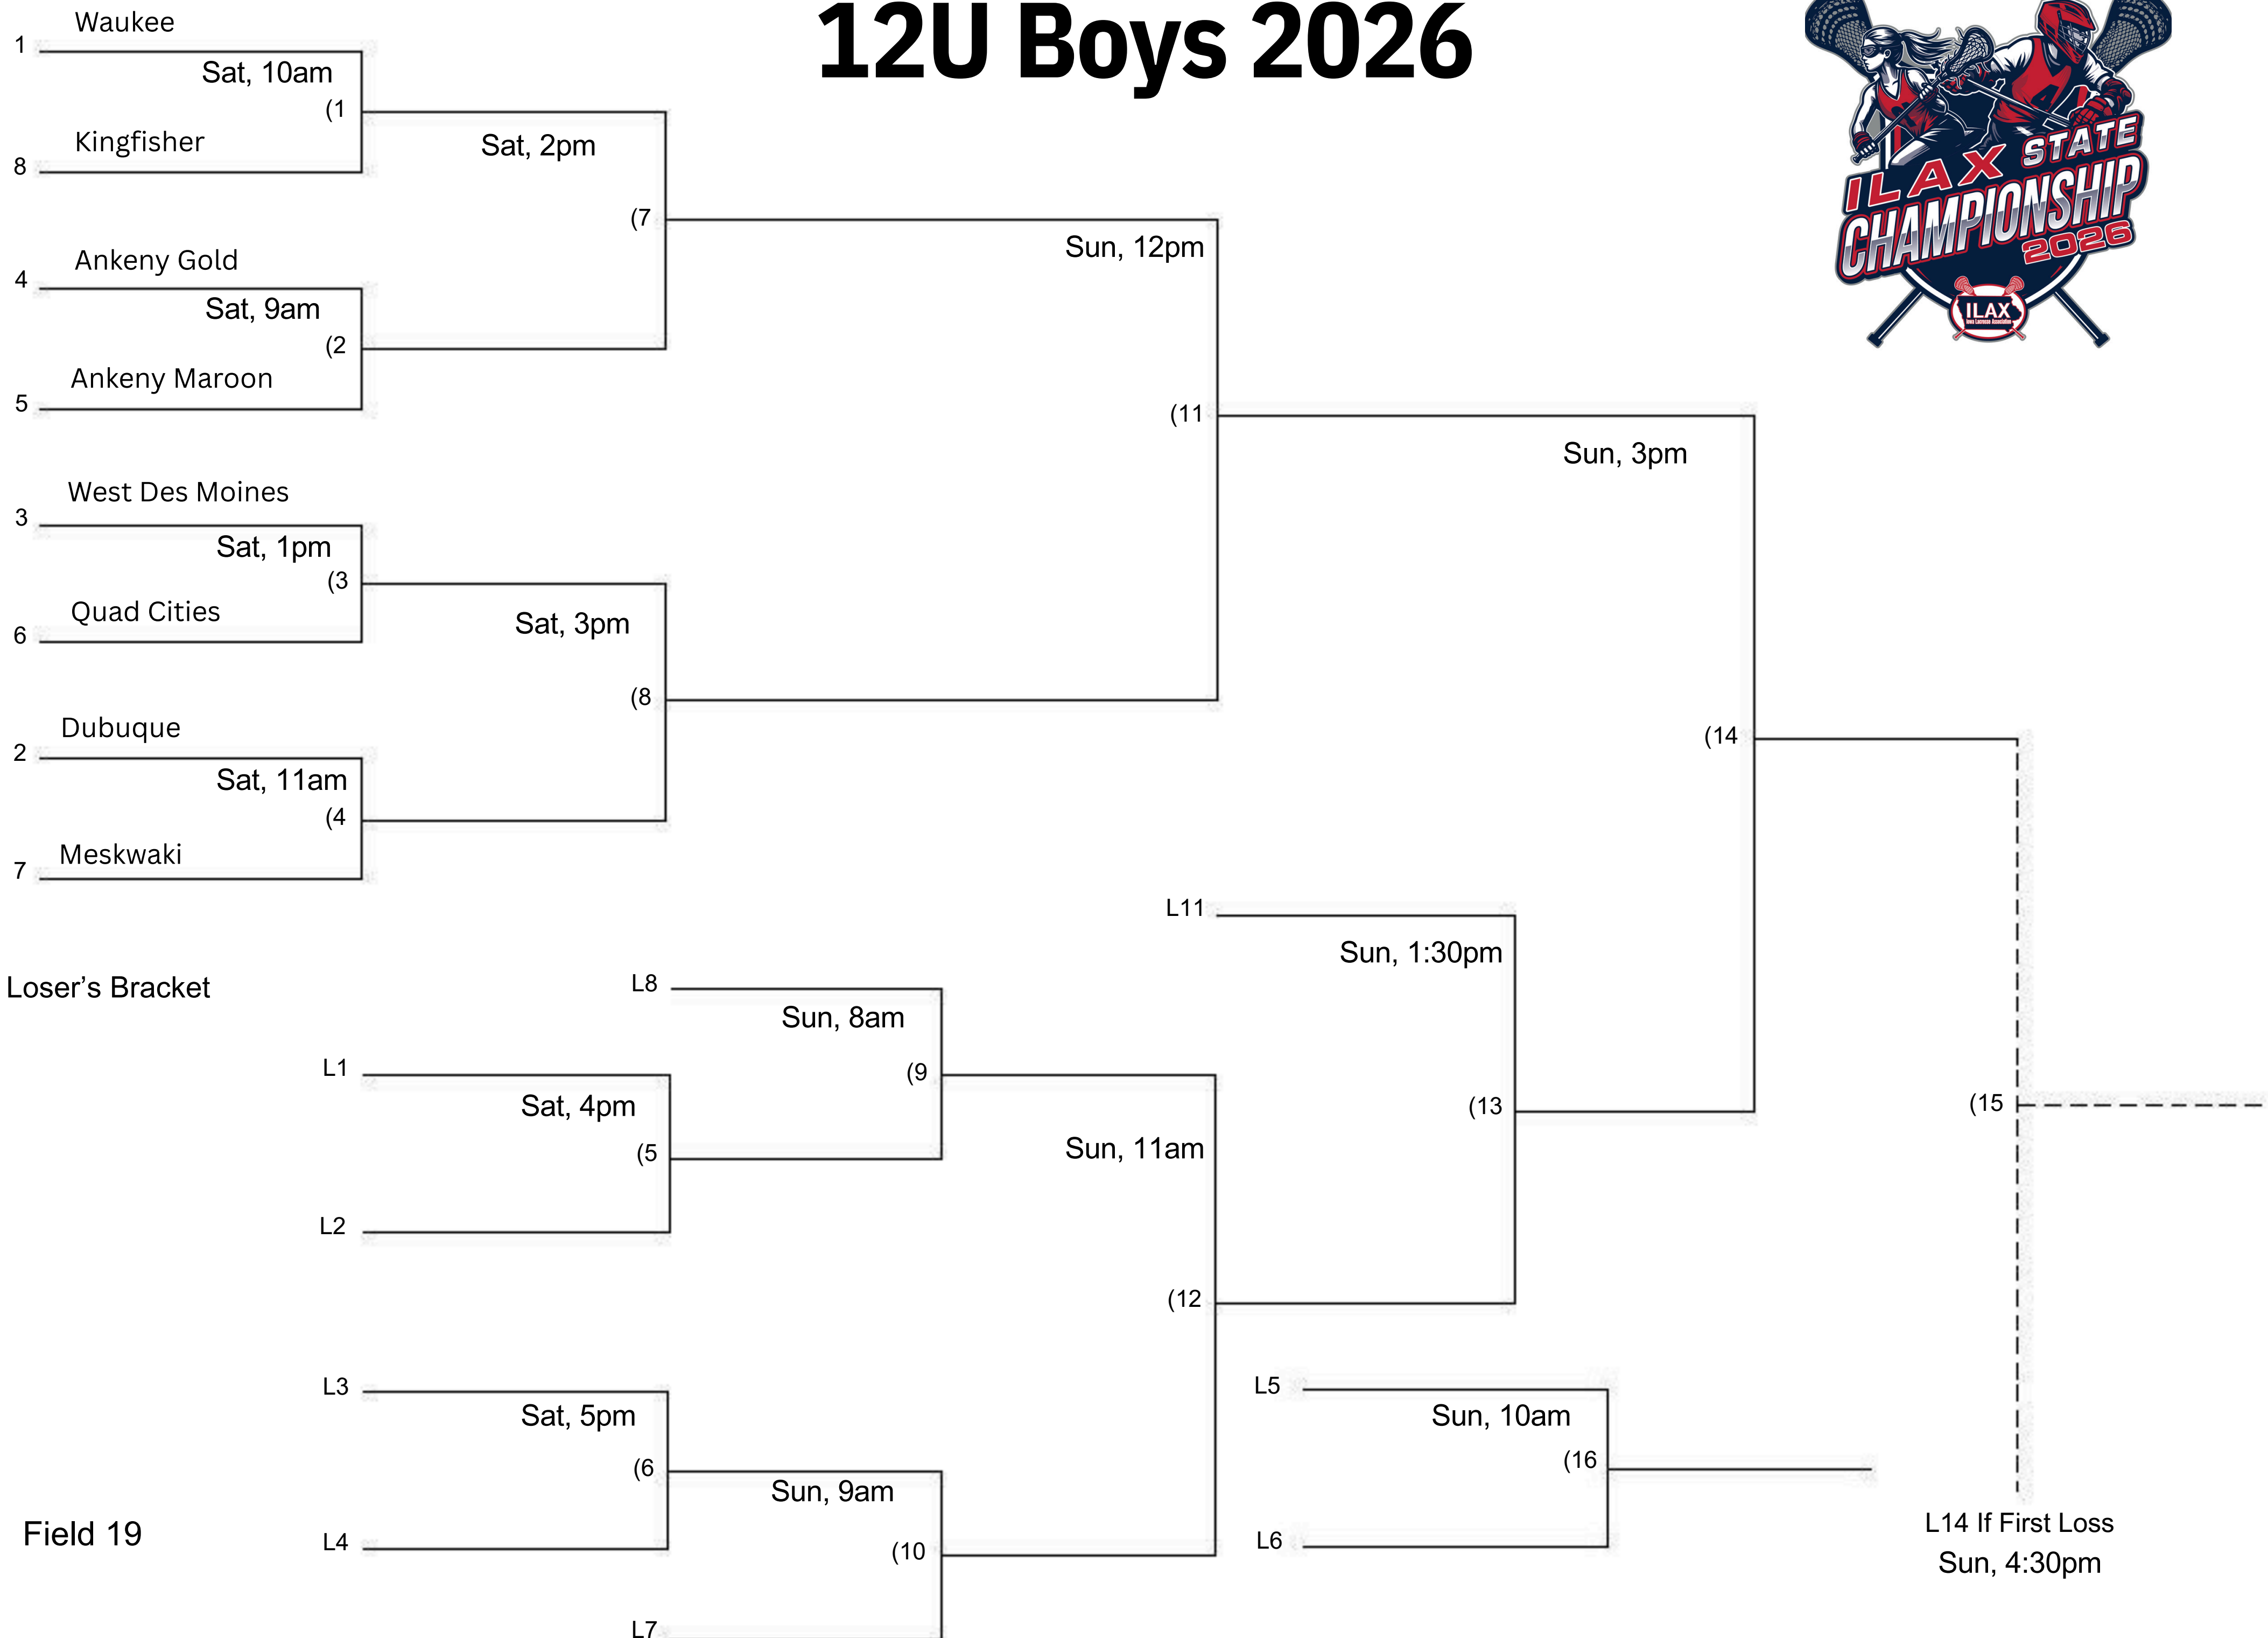 12U Boys 2026
Waukee
1
Sat, 10am
(1
Kingfisher
8
Sat, 2pm
(7
Ankeny Gold
4
Sat, 9am
(2
Ankeny Maroon
5
Sun, 12pm
(11
West Des Moines
3
Sat, 1pm
(3
Quad Cities
6
Sat, 3pm
(8
Dubuque
2
Sat, 11am
(4
Meskwaki
7
Sun, 3pm
(14
ILAX STATE
CHAMPIONSHIP
2026
ILAX
Iowa Lacrosse Association
Loser’s Bracket
L11
Sun, 1:30pm
(13
L8
Sun, 8am
(9
L1
Sat, 4pm
(5
L2
Sun, 11am
(12
L3
Sat, 5pm
(6
L4
Sun, 9am
(10
L7
L5
Sun, 10am
(16
L6
(15
L14 If First Loss
Sun, 4:30pm
Field 19